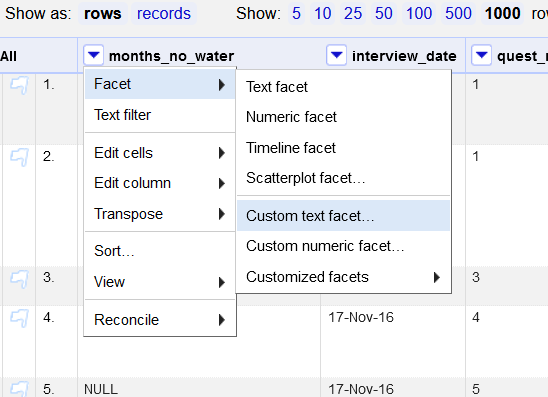 Show as: rows records Show: 5 10 25 50 100 500 1000 row
All months_no_water interview_date quest_
1. 1
2. 1
3. 3
4. 17-Nov-16 4
5. NULL 17-Nov-16 5
Facet
Text filter
Edit cells
Edit column
Transpose
Sort...
View
Reconcile
Text facet
Numeric facet
Timeline facet
Scatterplot facet...
Custom text facet...
Custom numeric facet...
Customized facets